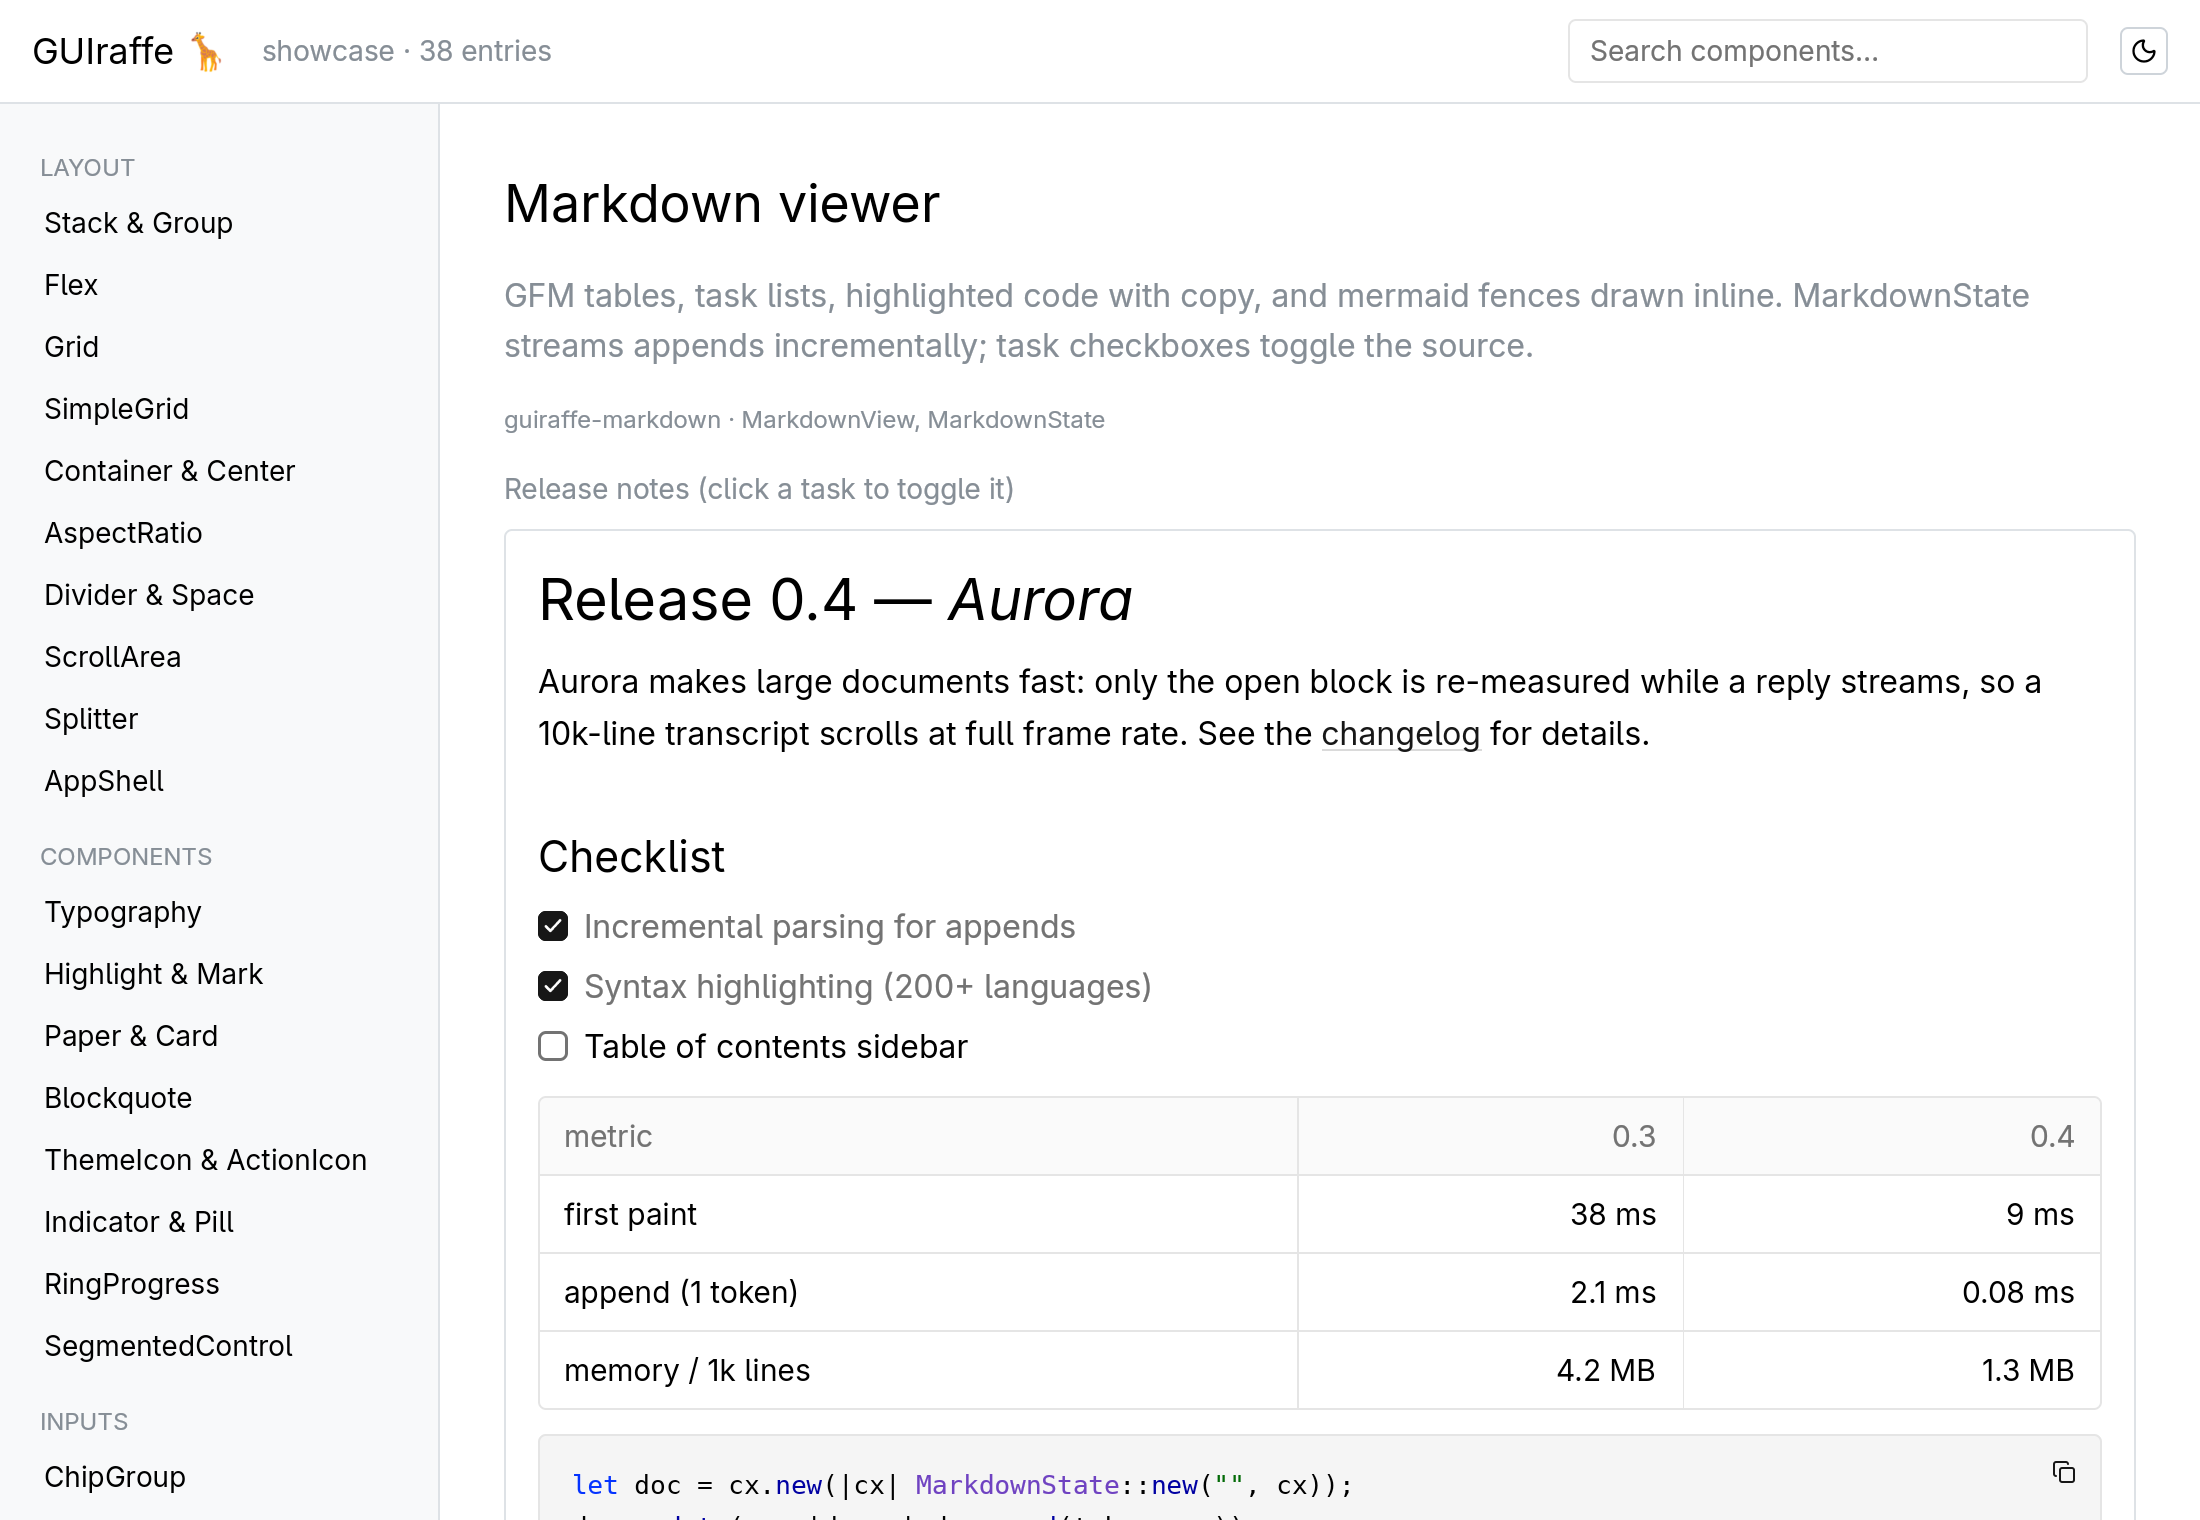 GUIraffe 🦒 showcase · 38 entries
Search components...
LAYOUT
Stack & Group
Flex
Grid
SimpleGrid
Container & Center
AspectRatio
Divider & Space
ScrollArea
Splitter
AppShell
COMPONENTS
Typography
Highlight & Mark
Paper & Card
Blockquote
ThemeIcon & ActionIcon
Indicator & Pill
RingProgress
SegmentedControl
INPUTS
ChipGroup
Markdown viewer
GFM tables, task lists, highlighted code with copy, and mermaid fences drawn inline. MarkdownState
streams appends incrementally; task checkboxes toggle the source.
guiraffe-markdown · MarkdownView, MarkdownState
Release notes (click a task to toggle it)
Release 0.4 — Aurora
Aurora makes large documents fast: only the open block is re-measured while a reply streams, so a
10k-line transcript scrolls at full frame rate. See the changelog for details.
Checklist
Incremental parsing for appends
Syntax highlighting (200+ languages)
Table of contents sidebar
metric 0.3 0.4
first paint 38 ms 9 ms
append (1 token) 2.1 ms 0.08 ms
memory / 1k lines 4.2 MB 1.3 MB
let doc = cx.new(|cx| MarkdownState::new("", cx));